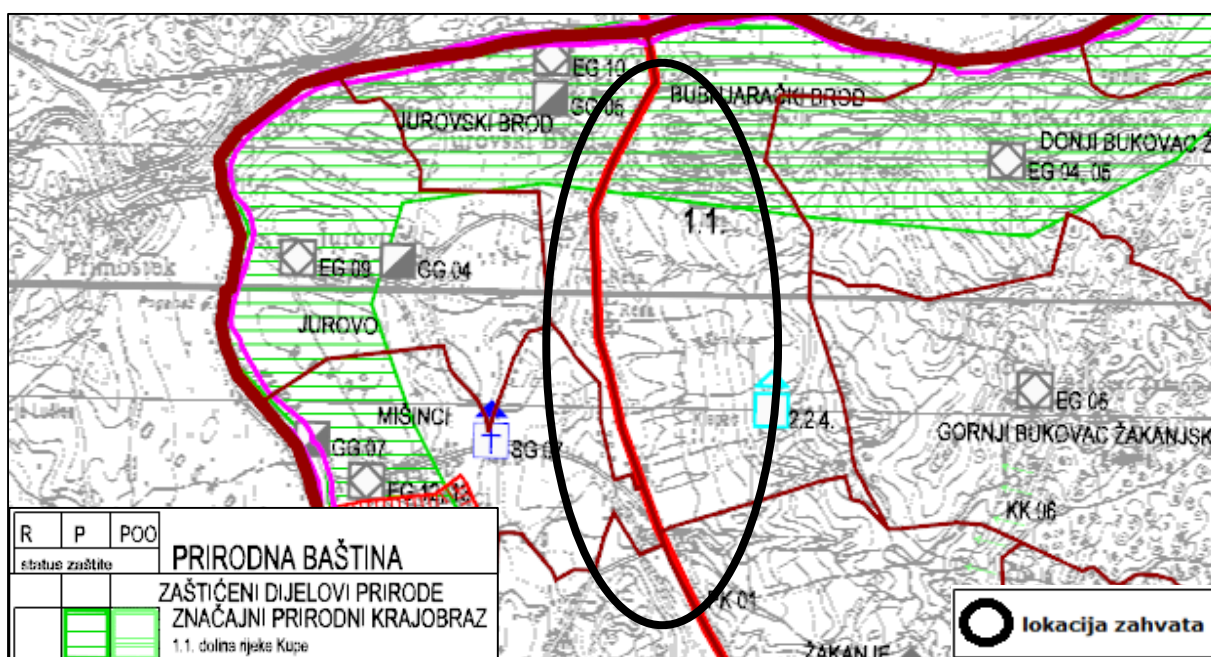 EG 10
GG 05
BUBNJARAČKI BROD
JUROVSKI BROD
DONJI BUKOVAC Ž
EG 04, 05
1.1.
Primostek
EG 09
GG 04
JUROVO
MIŠINCI
2.2.4.
EG 06
GG 07
SG 07
GORNJI BUKOVAC ŽAKANJSK
EG 12, 13
KK 06
R P POO
status zaštite
PRIRODNA BAŠTINA
ZAŠTIĆENI DIJELOVI PRIRODE
ZNAČAJNI PRIRODNI KRAJOBRAZ
1.1. dolina rijeke Kupe
KK 01
lokacija zahvata
ŽAKANJE